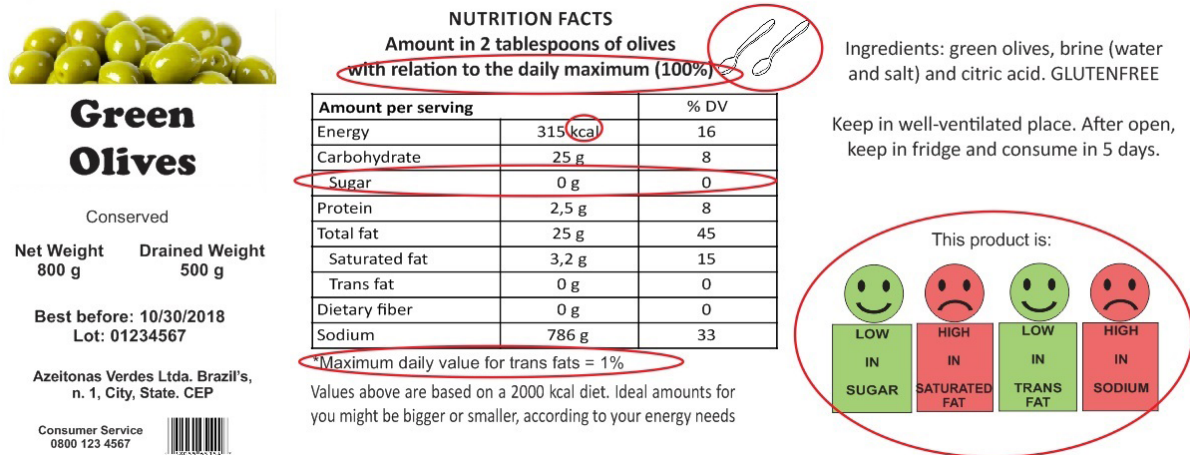 Green
Olives
Conserved
Net Weight Drained Weight
800 g 500 g
Best before: 10/30/2018
Lot: 01234567
Azeitonas Verdes Ltda. Brazil's,
n. 1, City, State. CEP
Consumer Service
0800 123 4567
NUTRITION FACTS
Amount in 2 tablespoons of olives
with relation to the daily maximum (100%)
Amount per serving % DV
Energy 315 kcal 16
Carbohydrate 25 g 8
Sugar 0 g 0
Protein 2,5 g 8
Total fat 25 g 45
Saturated fat 3,2 g 15
Trans fat 0 g 0
Dietary fiber 0 g 0
Sodium 786 g 33
*Maximum daily value for trans fats = 1%
Values above are based on a 2000 kcal diet. Ideal amounts for
you might be bigger or smaller, according to your energy needs
Ingredients: green olives, brine (water
and salt) and citric acid. GLUTENFREE
Keep in well-ventilated place. After open,
keep in fridge and consume in 5 days.
This product is:
LOW
IN
SUGAR
HIGH
IN
SATURATED
FAT
LOW
IN
TRANS
FAT
HIGH
IN
SODIUM